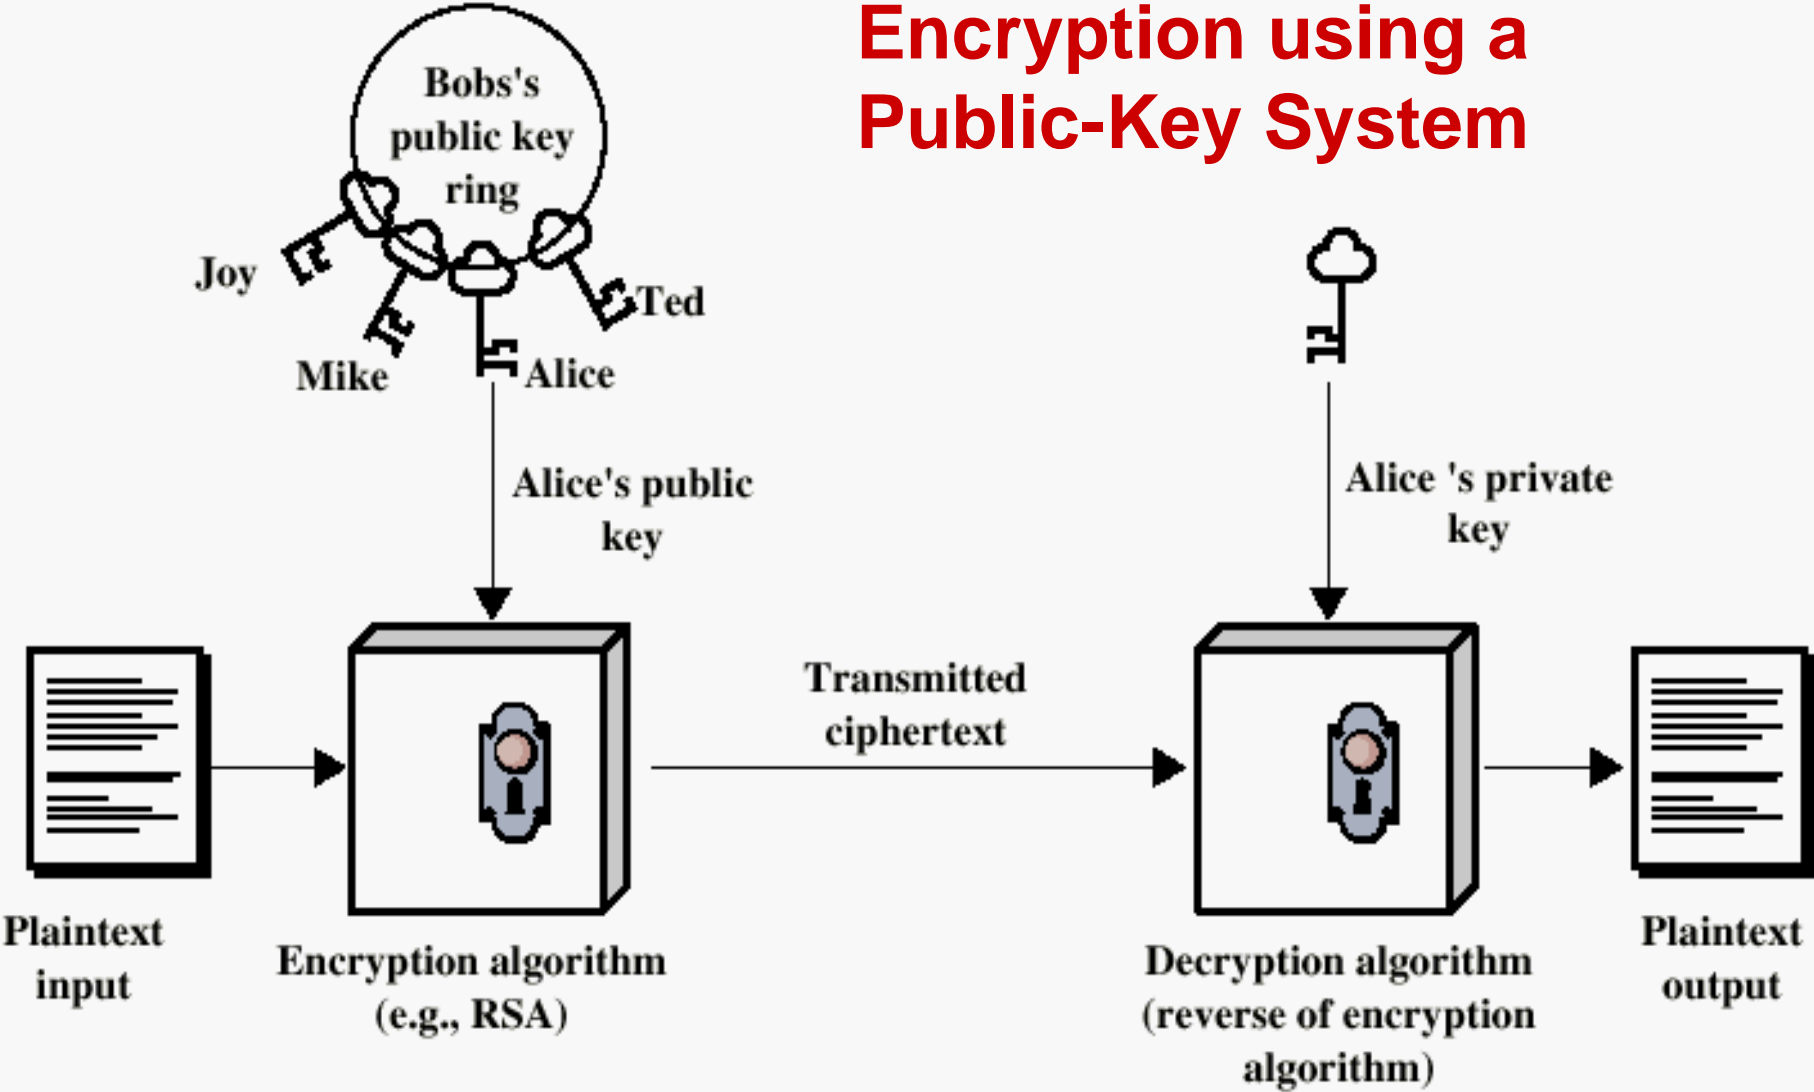 Encryption using a
Public-Key System
Bobs's
public key
ring
Joy
Ted
Mike
Alice
Alice's public
key
Alice 's private
key
Transmitted
ciphertext
Plaintext
input
Encryption algorithm
(e.g., RSA)
Decryption algorithm
(reverse of encryption
algorithm)
Plaintext
output